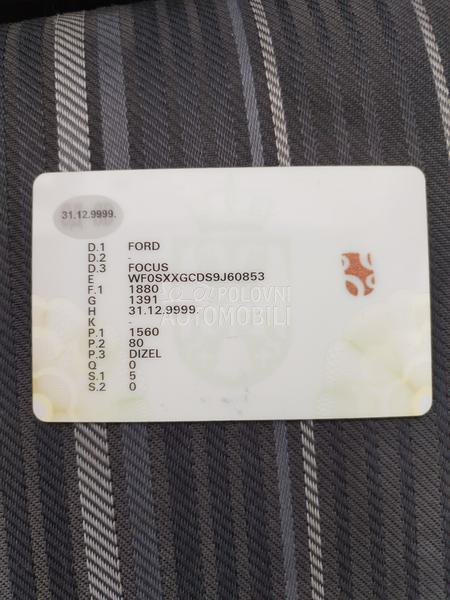 31.12.9999.
D.1 FORD
D.2 -
D.3 FOCUS
E WF0SXXGCDS9J60853
F.1 1880
G 1391
H 31.12.9999.
K -
P.1 1560
P.2 80
P.3 DIZEL
Q 0
S.1 5
S.2 0
POLOVNI
AUTOMOBILI